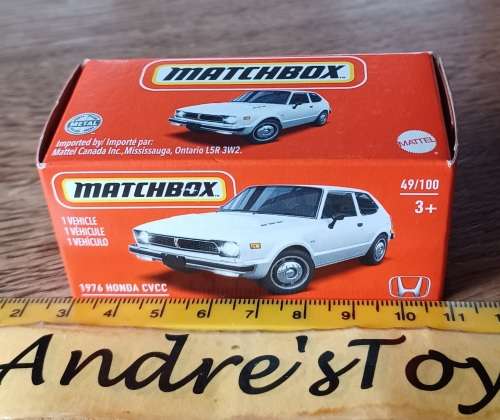 MATCHBOX
METAL
Imported by/ Importé par:
Mattel Canada Inc., Mississauga, Ontario L5R 3W2.
MATTEL
MATCHBOX
49/100
3+
1 VEHICLE
1 VÉHICULE
1 VEHÍCULO
1976 HONDA CVCC
2 3 4 5 6 7 8 9 10 11
Andre'sToy